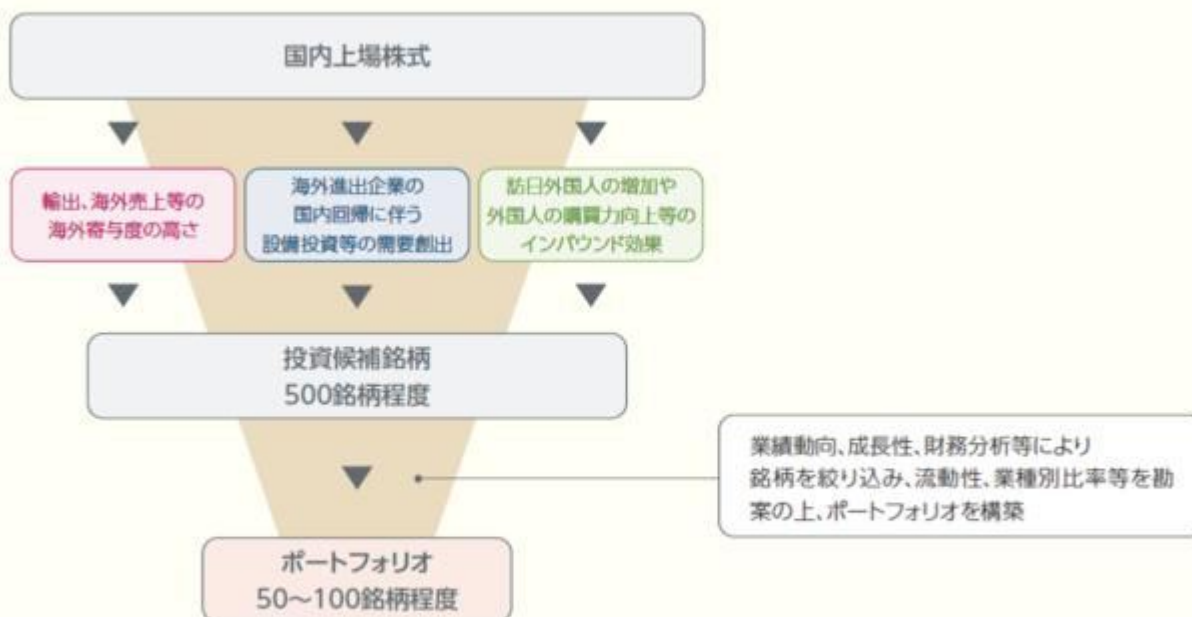 国内上場株式
輸出、海外売上等の
海外寄与度の高さ
海外進出企業の
国内回帰に伴う
設備投資等の需要創出
訪日外国人の増加や
外国人の購買力向上等の
インバウンド効果
投資候補銘柄
500銘柄程度
業績動向、成長性、財務分析等により
銘柄を絞り込み、流動性、業種別比率等を勘
案の上、ポートフォリオを構築
ポートフォリオ
50～100銘柄程度